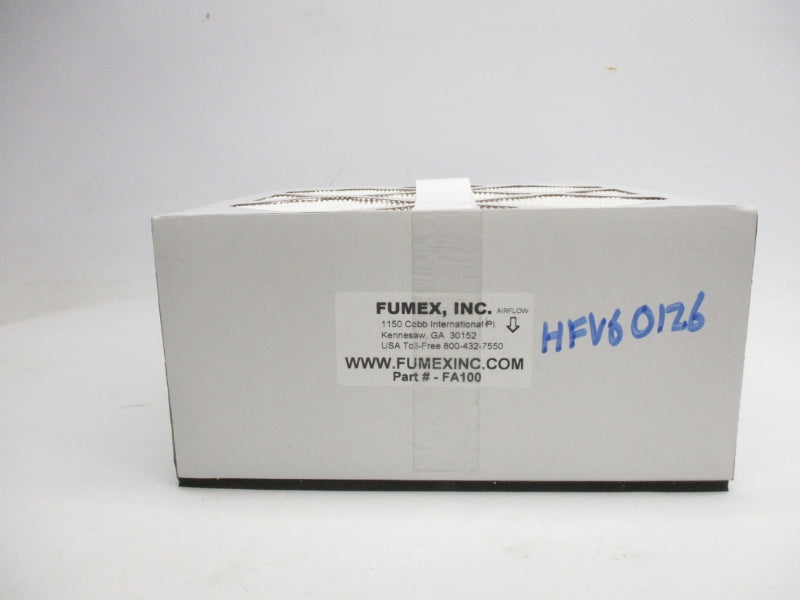 FUMEX, INC. AIRFLOW
1150 Cobb International Pl.
Kennesaw, GA 30152
USA Toll-Free 800-432-7550
WWW.FUMEXINC.COM
Part # - FA100
HFV60126